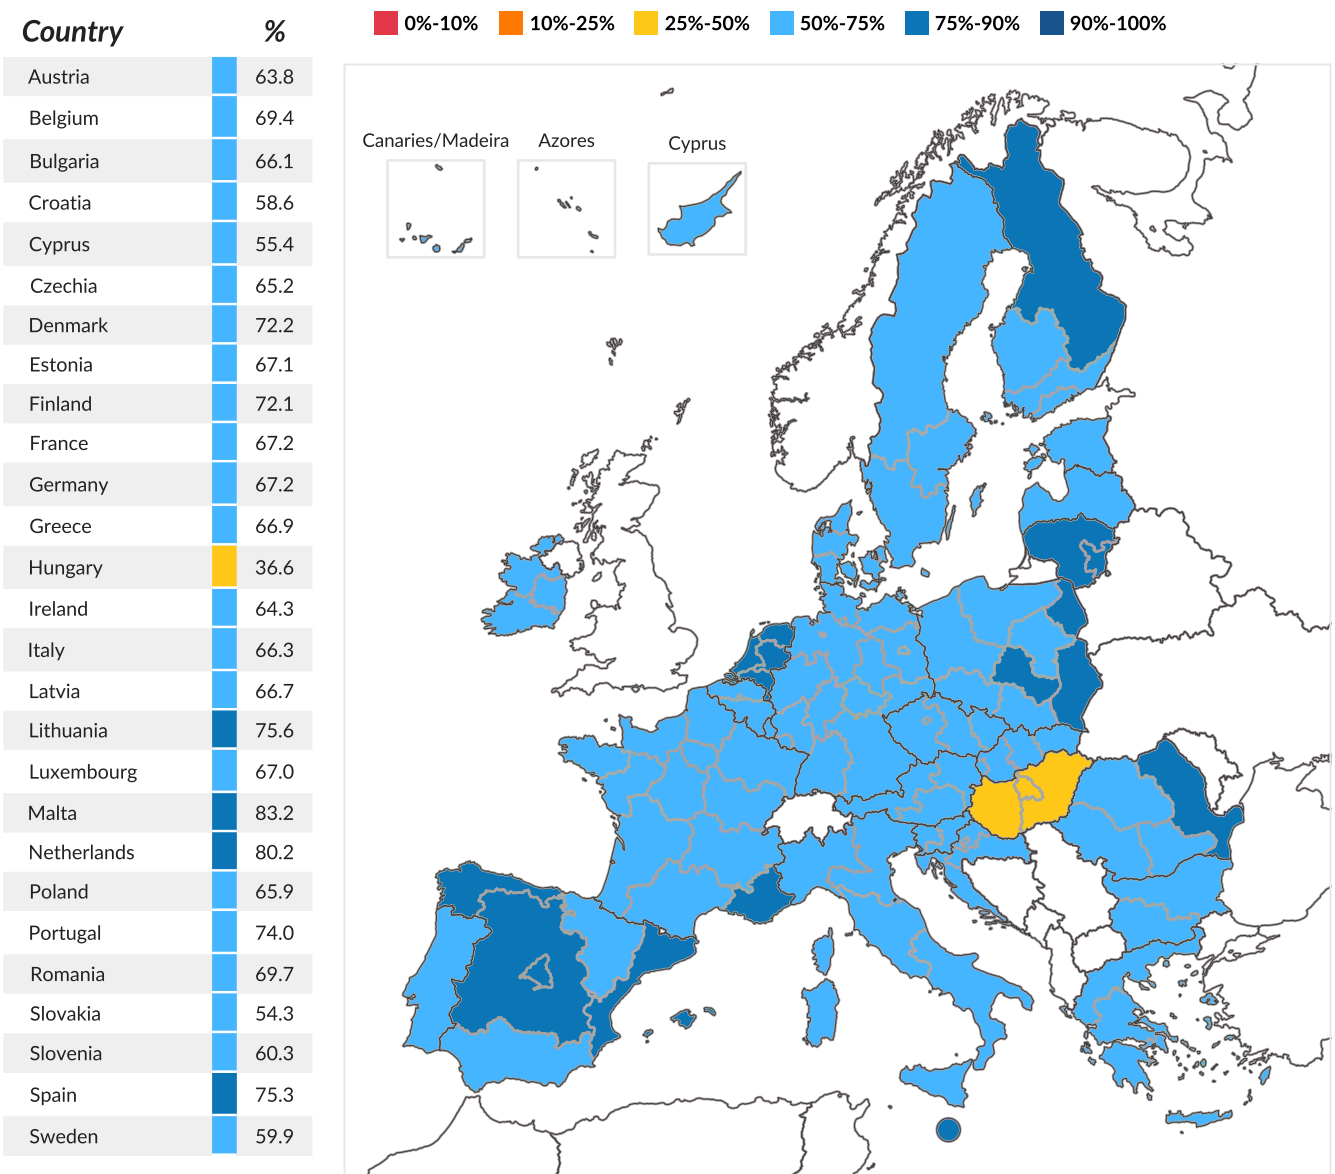 Country %
0%-10% 10%-25% 25%-50% 50%-75% 75%-90% 90%-100%
Austria 63.8
Belgium 69.4
Bulgaria 66.1
Croatia 58.6
Cyprus 55.4
Czechia 65.2
Denmark 72.2
Estonia 67.1
Finland 72.1
France 67.2
Germany 67.2
Greece 66.9
Hungary 36.6
Ireland 64.3
Italy 66.3
Latvia 66.7
Lithuania 75.6
Luxembourg 67.0
Malta 83.2
Netherlands 80.2
Poland 65.9
Portugal 74.0
Romania 69.7
Slovakia 54.3
Slovenia 60.3
Spain 75.3
Sweden 59.9
Canaries/Madeira Azores Cyprus